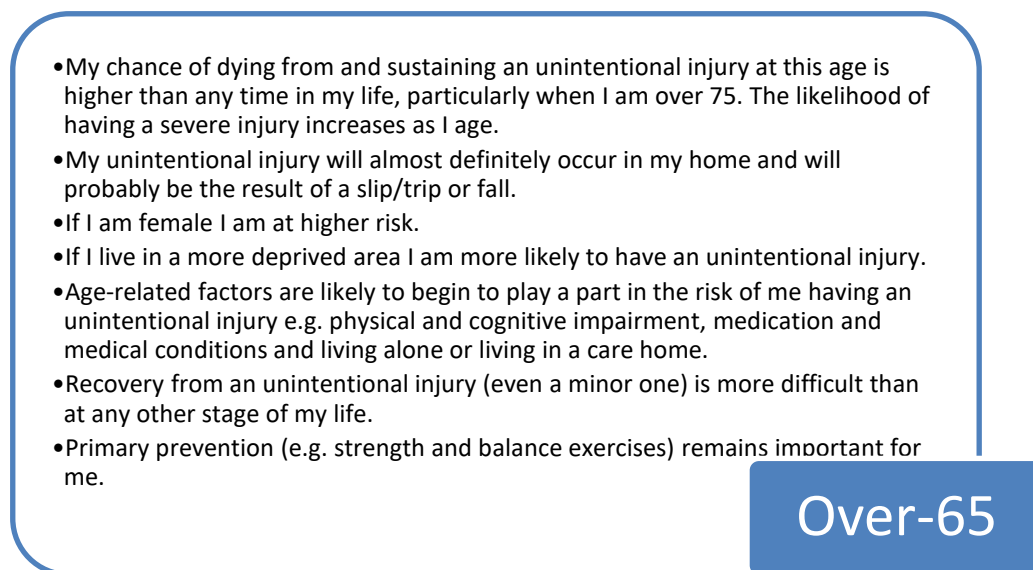 •My chance of dying from and sustaining an unintentional injury at this age is
higher than any time in my life, particularly when I am over 75. The likelihood of
having a severe injury increases as I age.
•My unintentional injury will almost definitely occur in my home and will
probably be the result of a slip/trip or fall.
•If I am female I am at higher risk.
•If I live in a more deprived area I am more likely to have an unintentional injury.
•Age-related factors are likely to begin to play a part in the risk of me having an
unintentional injury e.g. physical and cognitive impairment, medication and
medical conditions and living alone or living in a care home.
•Recovery from an unintentional injury (even a minor one) is more difficult than
at any other stage of my life.
•Primary prevention (e.g. strength and balance exercises) remains important for
me.
Over-65